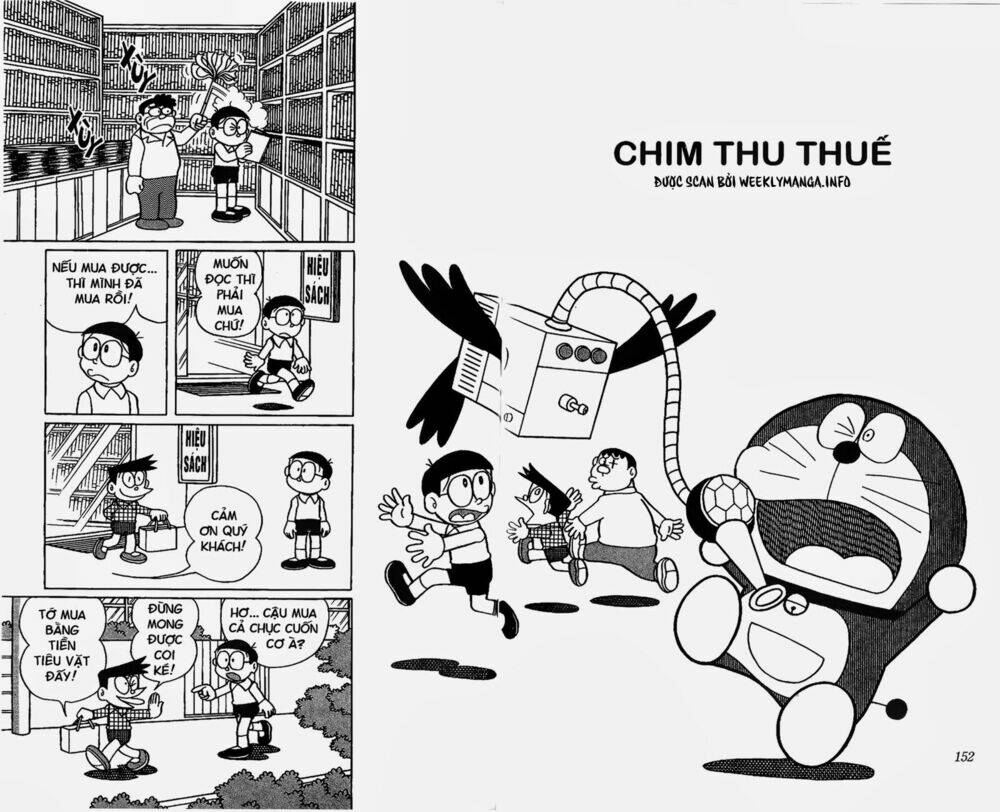 CHIM THU THUẾ
ĐƯỢC SCAN BỞI WEEKLYMANGA.INFO
152
XÙY
XÙY
HIỆU
SÁCH
MUỐN
ĐỌC THÌ
PHẢI
MUA
CHỨ!
NẾU MUA ĐƯỢC...
THÌ MÌNH ĐÃ
MUA RỒI!
HIỆU
SÁCH
CẢM
ƠN QUÝ
KHÁCH!
HƠ... CẬU MUA
CẢ CHỤC CUỐN
CƠ À?
ĐỪNG
MONG
ĐƯỢC
COI
KÉ!
TỚ MUA
BẰNG
TIỀN
TIÊU VẶT
ĐẤY!